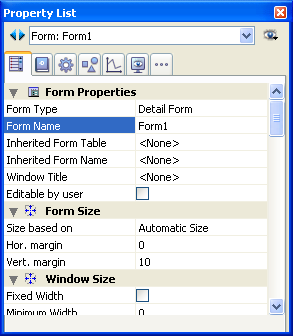 Property List
Form: Form1
Form Properties
Form Type Detail Form
Form Name Form1
Inherited Form Table <None>
Inherited Form Name <None>
Window Title <None>
Editable by user
Form Size
Size based on Automatic Size
Hor. margin 0
Vert. margin 10
Window Size
Fixed Width
Minimum Width 0